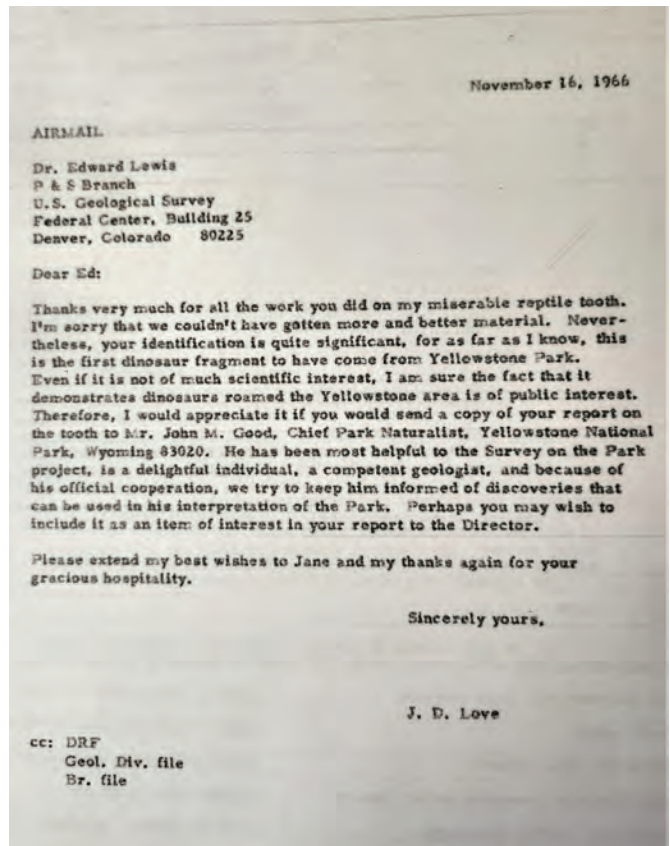 November 16, 1966
AIRMAIL
Dr. Edward Lewis
P & S Branch
U.S. Geological Survey
Federal Center, Building 25
Denver, Colorado 80225
Dear Ed:
Thanks very much for all the work you did on my miserable reptile tooth.
I'm sorry that we couldn't have gotten more and better material. Never-
theless, your identification is quite significant, for as far as I know, this
is the first dinosaur fragment to have come from Yellowstone Park.
Even if it is not of much scientific interest, I am sure the fact that it
demonstrates dinosaurs roamed the Yellowstone area is of public interest.
Therefore, I would appreciate it if you would send a copy of your report on
the tooth to Mr. John M. Good, Chief Park Naturalist, Yellowstone National
Park, Wyoming 83020. He has been most helpful to the Survey on the Park
project, is a delightful individual, a competent geologist, and because of
his official cooperation, we try to keep him informed of discoveries that
can be used in his interpretation of the Park. Perhaps you may wish to
include it as an item of interest in your report to the Director.
Please extend my best wishes to Jane and my thanks again for your
gracious hospitality.
Sincerely yours,
J. D. Love
cc: DRF
Geol. Div. file
Br. file